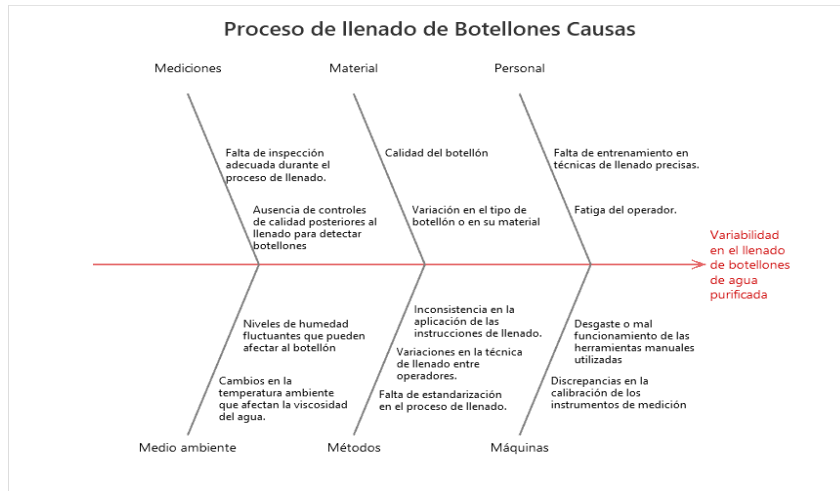 Proceso de llenado de Botellones Causas
Mediciones
Material
Personal
Falta de inspección
adecuada durante el
proceso de llenado.
Calidad del botellón
Falta de entrenamiento en
técnicas de llenado precisas.
Ausencia de controles
de calidad posteriores al
llenado para detectar
botellones
Variación en el tipo de
botellón o en su material
Fatiga del operador.
Variabilidad
en el llenado
de botellones
de agua
purificada
Niveles de humedad
fluctuantes que pueden
afectar al botellón
Inconsistencia en la
aplicación de las
instrucciones de llenado.
Desgaste o mal
funcionamiento de las
herramientas manuales
utilizadas
Variaciones en la técnica
de llenado entre
operadores.
Cambios en la
temperatura ambiente
que afectan la viscosidad
del agua.
Falta de estandarización
en el proceso de llenado.
Discrepancias en la
calibración de los
instrumentos de medición
Medio ambiente
Métodos
Máquinas